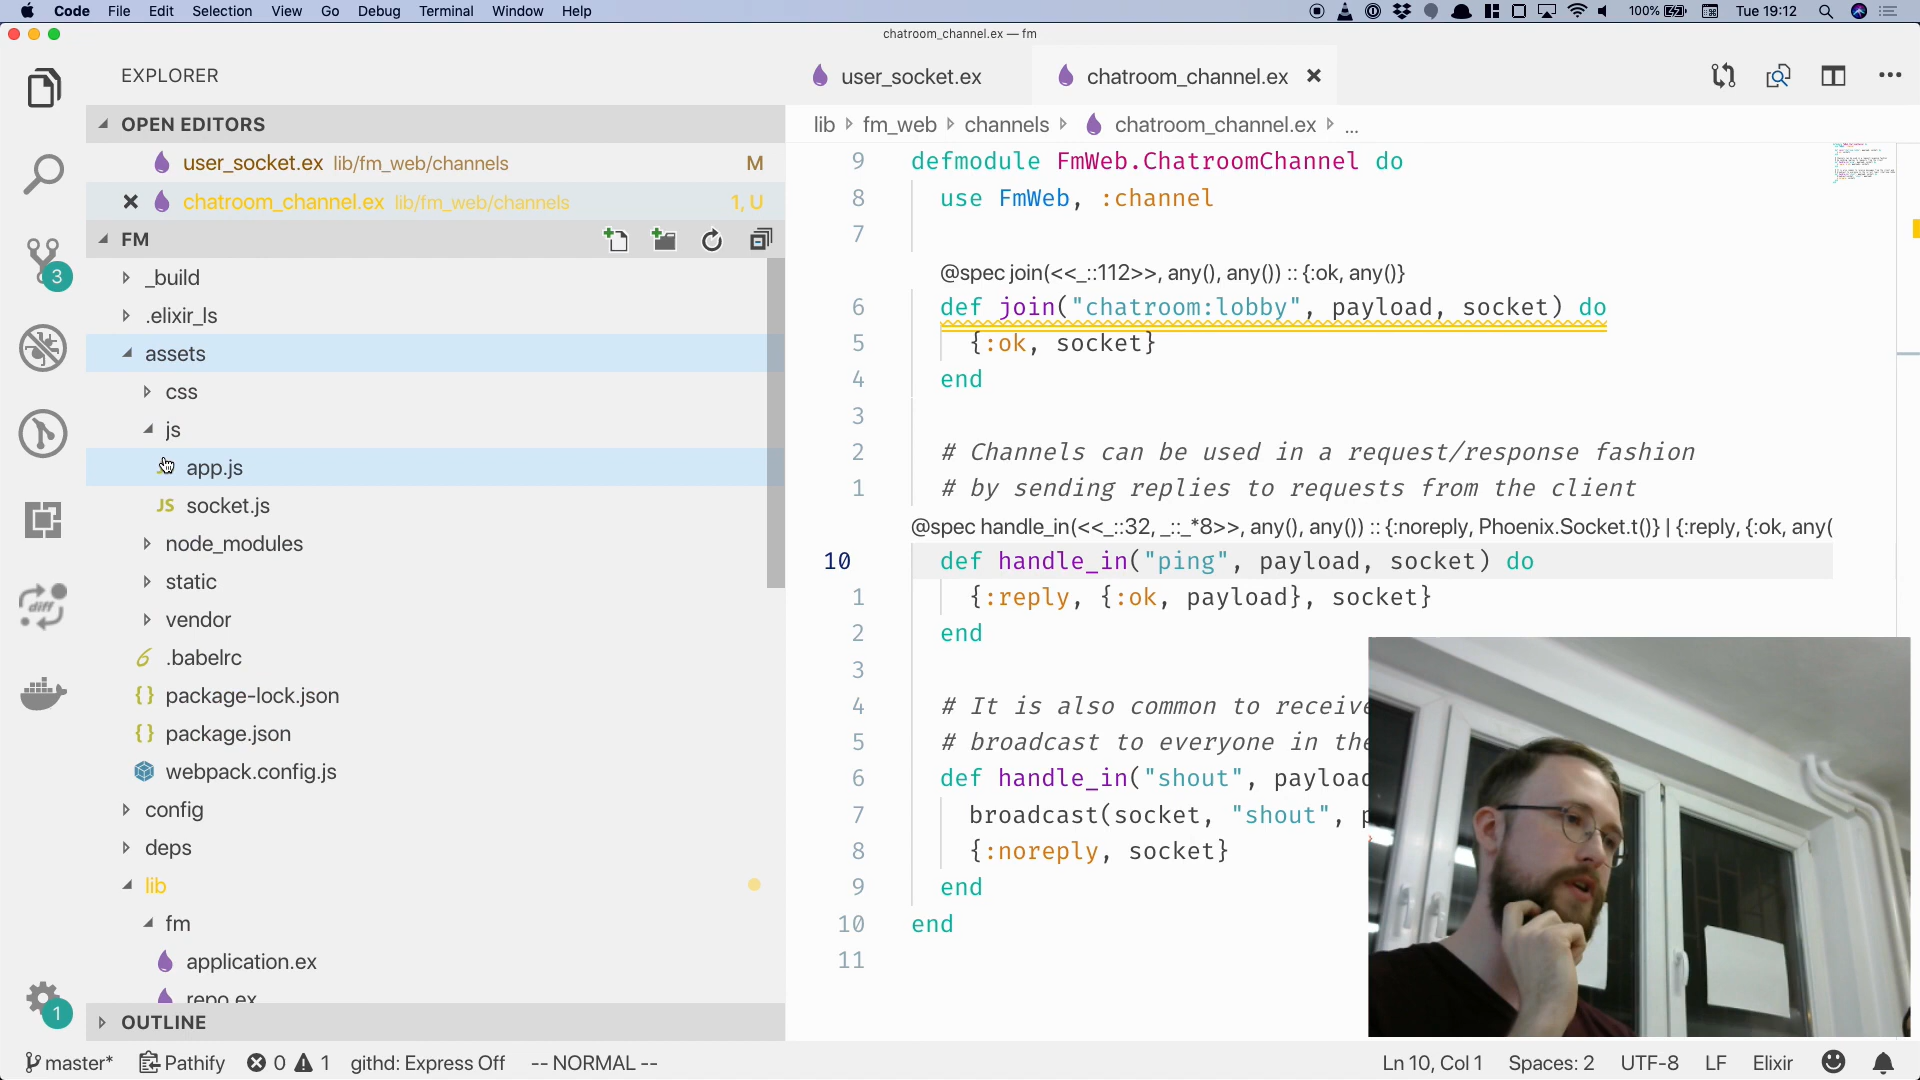 Code File Edit Selection View Go Debug Terminal Window Help 100% Tue 19:12
chatroom_channel.ex — fm
EXPLORER
user_socket.ex
chatroom_channel.ex
OPEN EDITORS
user_socket.ex lib/fm_web/channels M
chatroom_channel.ex lib/fm_web/channels 1, U
FM
_build
.elixir_ls
assets
css
js
app.js
JS socket.js
node_modules
static
vendor
.babelrc
{ } package-lock.json
{ } package.json
webpack.config.js
config
deps
lib
fm
application.ex
repo.ex
OUTLINE
3
diff
1
lib fm_web channels chatroom_channel.ex ...
9 defmodule FmWeb.ChatroomChannel do
8 use FmWeb, :channel
7
@spec join(<<_::112>>, any(), any()) :: {:ok, any()}
6 def join("chatroom:lobby", payload, socket) do
5 {:ok, socket}
4 end
3
2 # Channels can be used in a request/response fashion
1 # by sending replies to requests from the client
@spec handle_in(<<_::32, _::_*8>>, any(), any()) :: {:noreply, Phoenix.Socket.t()} | {:reply, {:ok, any(
10 def handle_in("ping", payload, socket) do
1 {:reply, {:ok, payload}, socket}
2 end
3
4 # It is also common to receive
5 # broadcast to everyone in the
6 def handle_in("shout", payload
7 broadcast(socket, "shout", p
8 {:noreply, socket}
9 end
10 end
11
master* Pathify 0 1 githd: Express Off -- NORMAL -- Ln 10, Col 1 Spaces: 2 UTF-8 LF Elixir